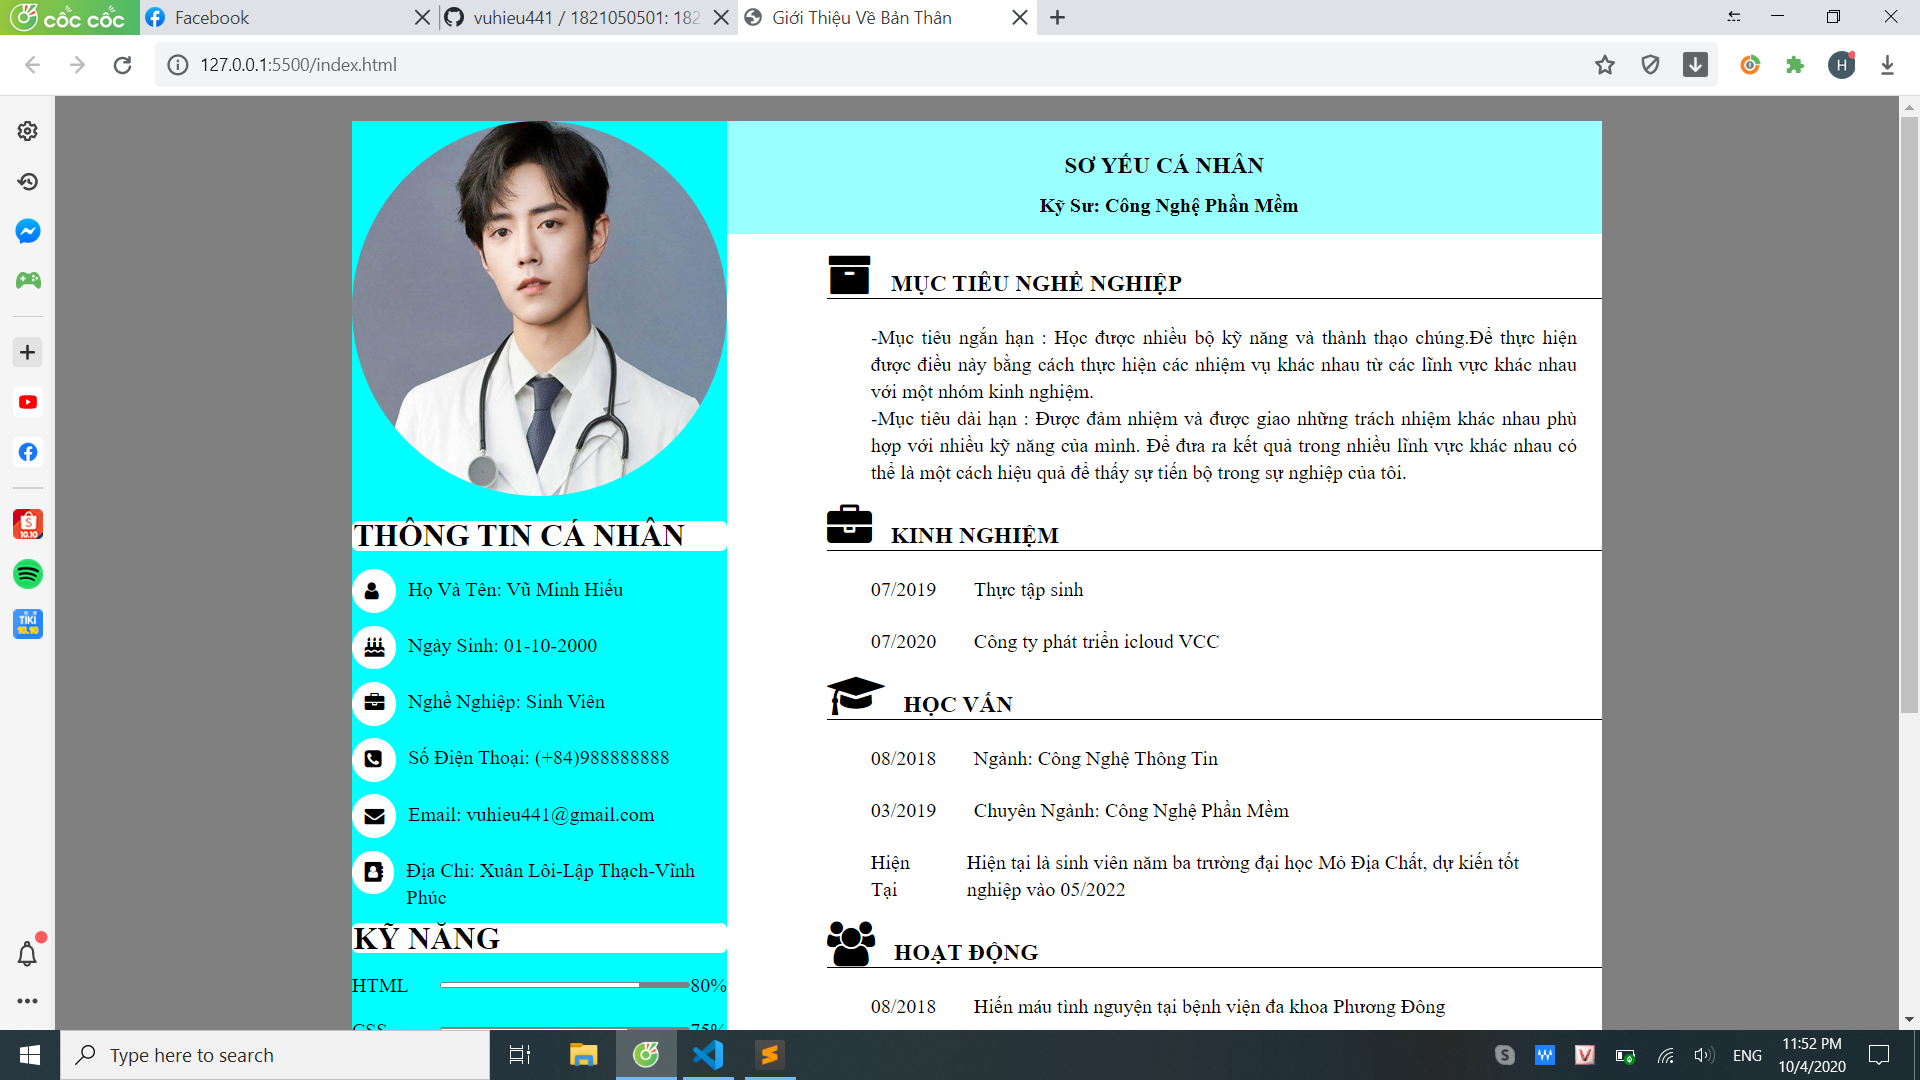 cốc cốc
Facebook
vuhieu441 / 1821050501: 182
Giới Thiệu Về Bản Thân
127.0.0.1:5500/index.html
H
SƠ YẾU CÁ NHÂN
Kỹ Sư: Công Nghệ Phần Mềm
MỤC TIÊU NGHỀ NGHIỆP
-Mục tiêu ngắn hạn : Học được nhiều bộ kỹ năng và thành thạo chúng.Để thực hiện
được điều này bằng cách thực hiện các nhiệm vụ khác nhau từ các lĩnh vực khác nhau
với một nhóm kinh nghiệm.
-Mục tiêu dài hạn : Được đảm nhiệm và được giao những trách nhiệm khác nhau phù
hợp với nhiều kỹ năng của mình. Để đưa ra kết quả trong nhiều lĩnh vực khác nhau có
thể là một cách hiệu quả để thấy sự tiến bộ trong sự nghiệp của tôi.
KINH NGHIỆM
07/2019 Thực tập sinh
07/2020 Công ty phát triển icloud VCC
HỌC VẤN
08/2018 Ngành: Công Nghệ Thông Tin
03/2019 Chuyên Ngành: Công Nghệ Phần Mềm
Hiện Hiện tại là sinh viên năm ba trường đại học Mỏ Địa Chất, dự kiến tốt
Tại nghiệp vào 05/2022
HOẠT ĐỘNG
08/2018 Hiến máu tình nguyện tại bệnh viện đa khoa Phương Đông
THÔNG TIN CÁ NHÂN
Họ Và Tên: Vũ Minh Hiếu
Ngày Sinh: 01-10-2000
Nghề Nghiệp: Sinh Viên
Số Điện Thoại: (+84)988888888
Email: vuhieu441@gmail.com
Địa Chỉ: Xuân Lôi-Lập Thạch-Vĩnh
Phúc
KỸ NĂNG
HTML 80%
CSS 75%
10.10
TIKI
10.10
Type here to search
ENG
11:52 PM
10/4/2020